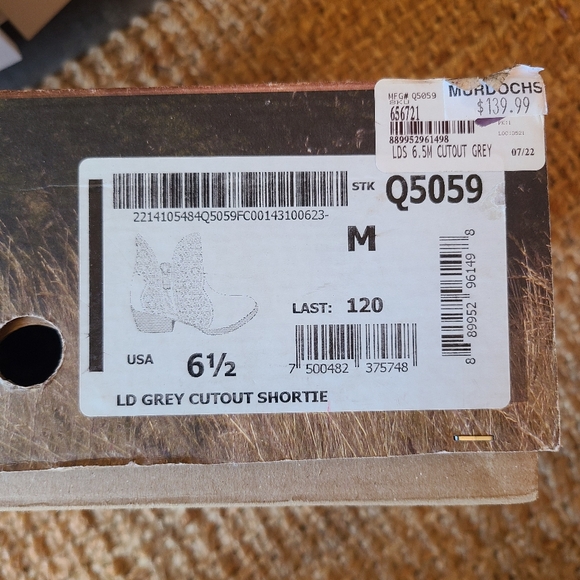 MFG# Q5059
MURDOCHS
SKU
$139.99
656721
889952961498
LDS 6.5M CUTOUT GREY 07/22
STK Q5059
2214105484Q5059FC00143100623-
M
LAST: 120
USA 6½
7 500482 375748
8 89952 96149 8
LD GREY CUTOUT SHORTIE